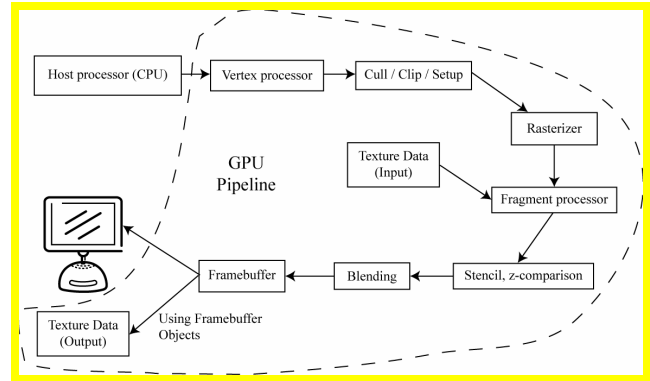 Host processor (CPU)
Vertex processor
Cull / Clip / Setup
Rasterizer
Texture Data
(Input)
GPU
Pipeline
Fragment processor
Framebuffer
Blending
Stencil, z-comparison
Texture Data
(Output)
Using Framebuffer
Objects